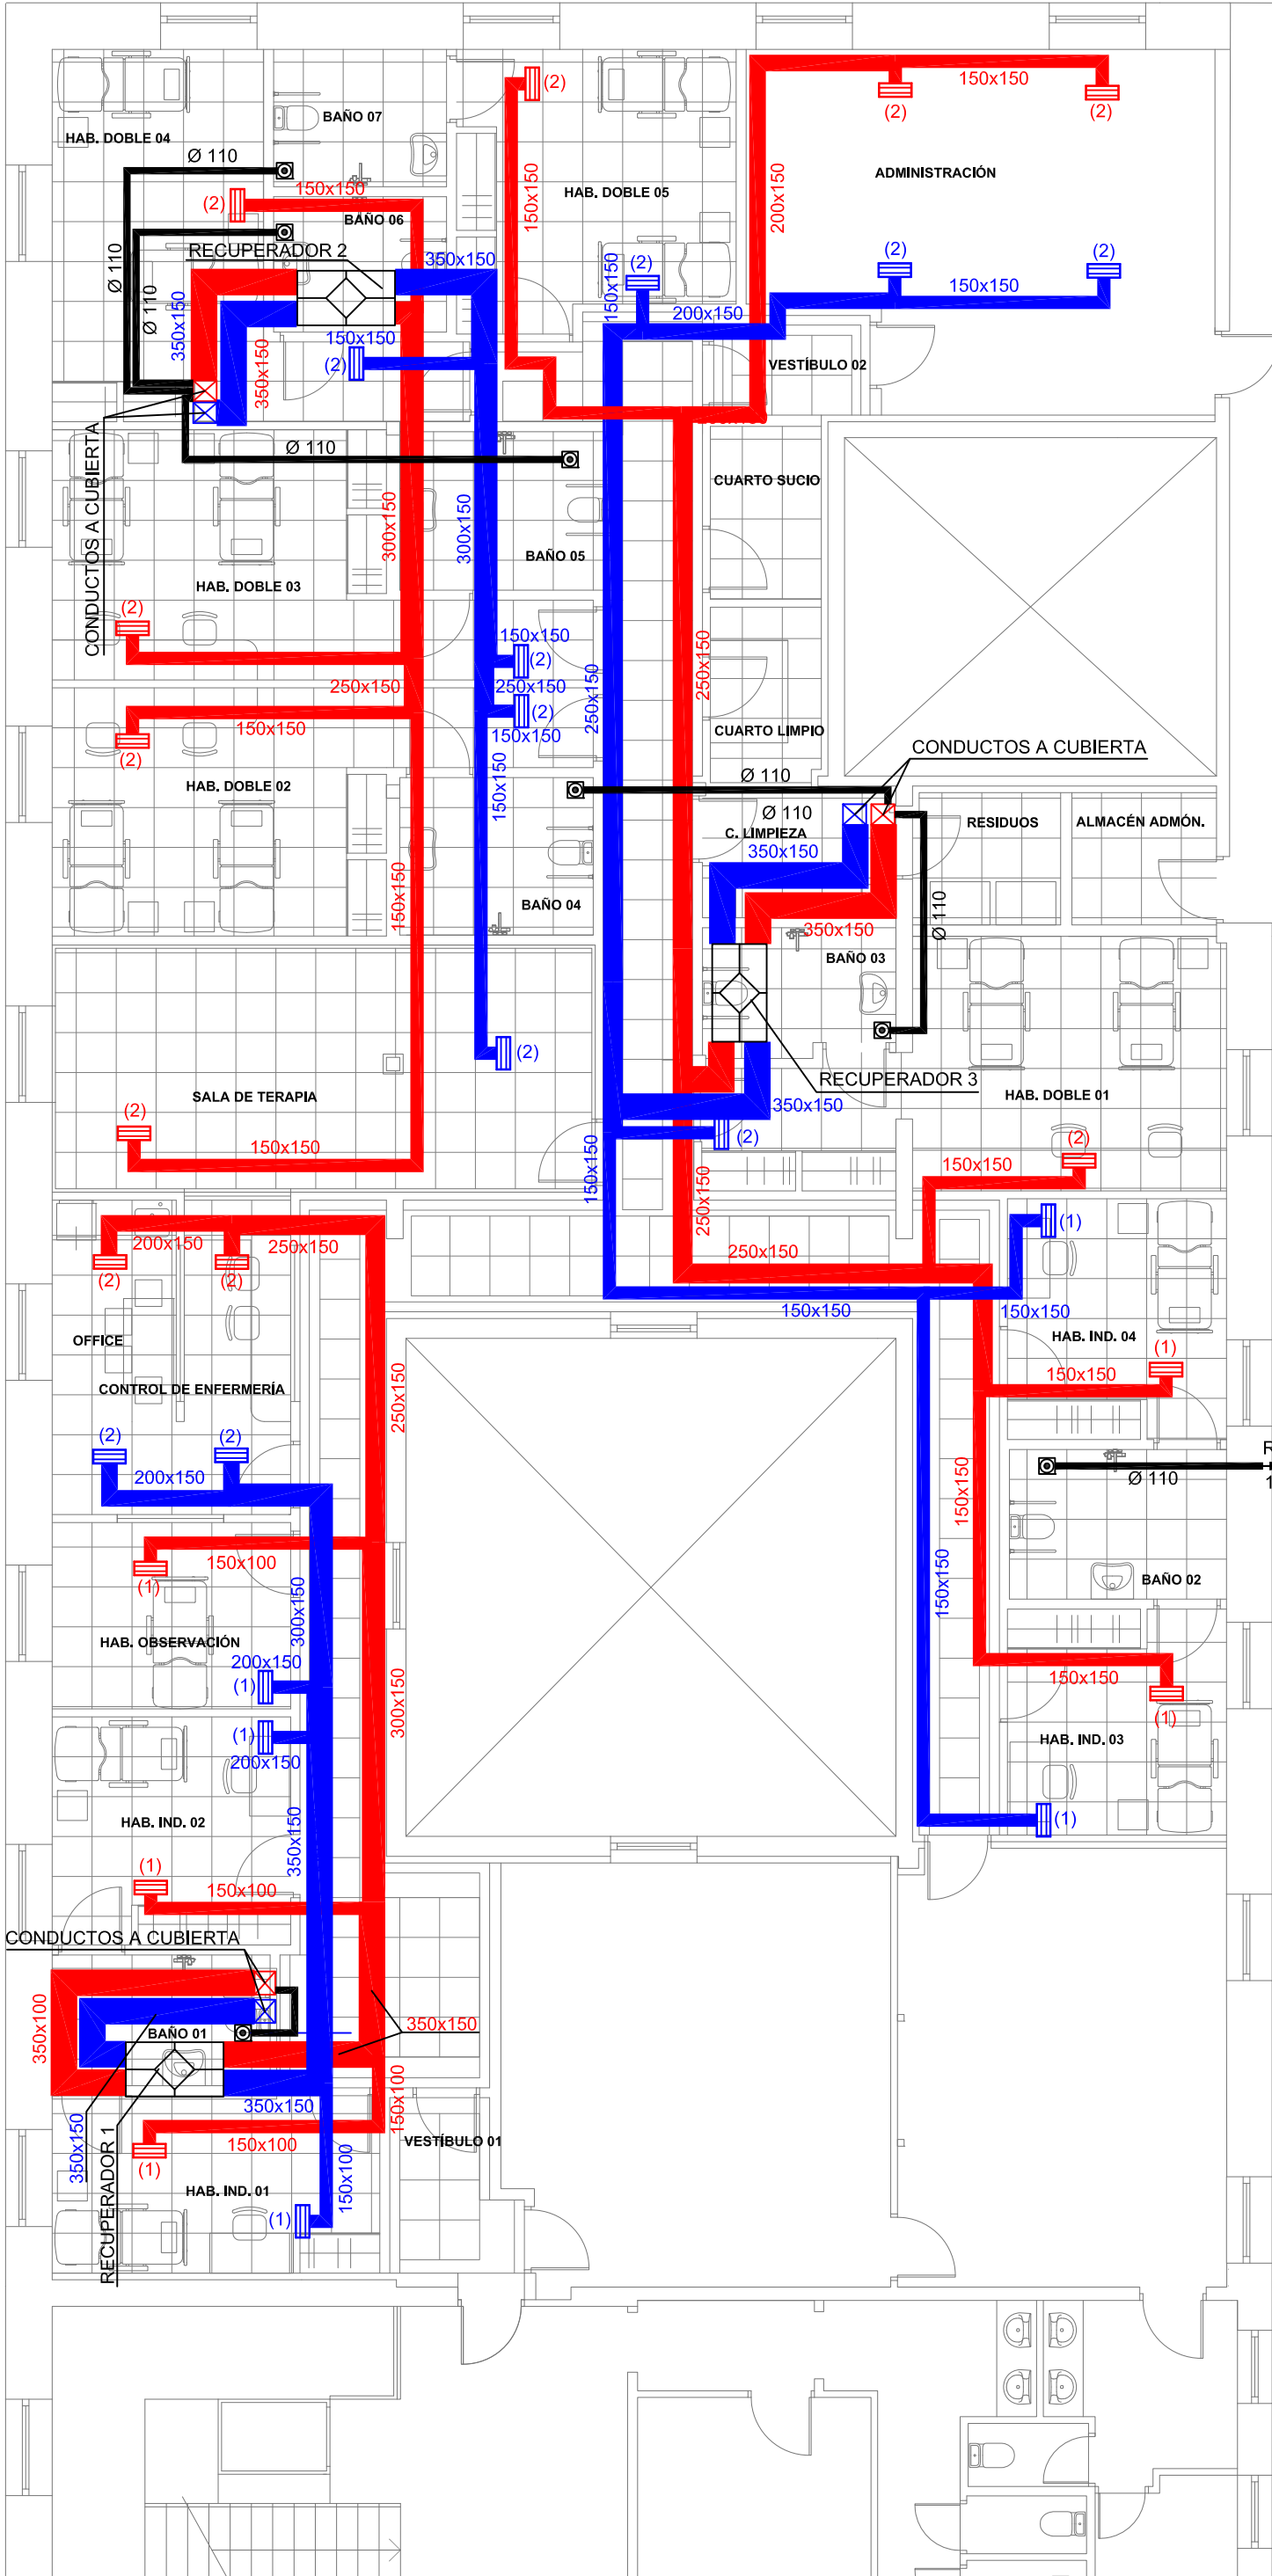 150x150
(2)
(2)
(2)
BAÑO 07
HAB. DOBLE 04
Ø 110
ADMINISTRACIÓN
150x150
HAB. DOBLE 05
150x150
200x150
(2)
BAÑO 06
RECUPERADOR 2
350x150
(2)
(2)
(2)
Ø 110
Ø 110
150x150
200x150
150x150
350x150
350x150
150x150
(2)
VESTÍBULO 02
CONDUCTOS A CUBIERTA
Ø 110
CUARTO SUCIO
300x150
300x150
BAÑO 05
HAB. DOBLE 03
(2)
150x150
(2)
250x150
250x150
250x150
250x150
(2)
150x150
150x150
(2)
CUARTO LIMPIO
CONDUCTOS A CUBIERTA
HAB. DOBLE 02
150x150
Ø 110
Ø 110
RESIDUOS
ALMACÉN ADMÓN.
C. LIMPIEZA
350x150
150x150
BAÑO 04
Ø 110
350x150
BAÑO 03
(2)
RECUPERADOR 3
SALA DE TERAPIA
HAB. DOBLE 01
350x150
(2)
(2)
(2)
150x150
150x150
150x150
250x150
200x150
250x150
(1)
250x150
(2)
(2)
150x150
150x150
OFFICE
HAB. IND. 04
(1)
150x150
CONTROL DE ENFERMERÍA
250x150
(2)
(2)
200x150
R
Ø 110
1
150x150
150x100
(1)
150x150
BAÑO 02
300x150
HAB. OBSERVACIÓN
200x150
(1)
300x150
150x150
(1)
(1)
200x150
HAB. IND. 03
HAB. IND. 02
350x150
(1)
(1)
150x100
CONDUCTOS A CUBIERTA
350x100
BAÑO 01
350x150
350x150
150x100
350x150
150x100
(1)
VESTÍBULO 01
RECUPERADOR 1
150x100
HAB. IND. 01
(1)